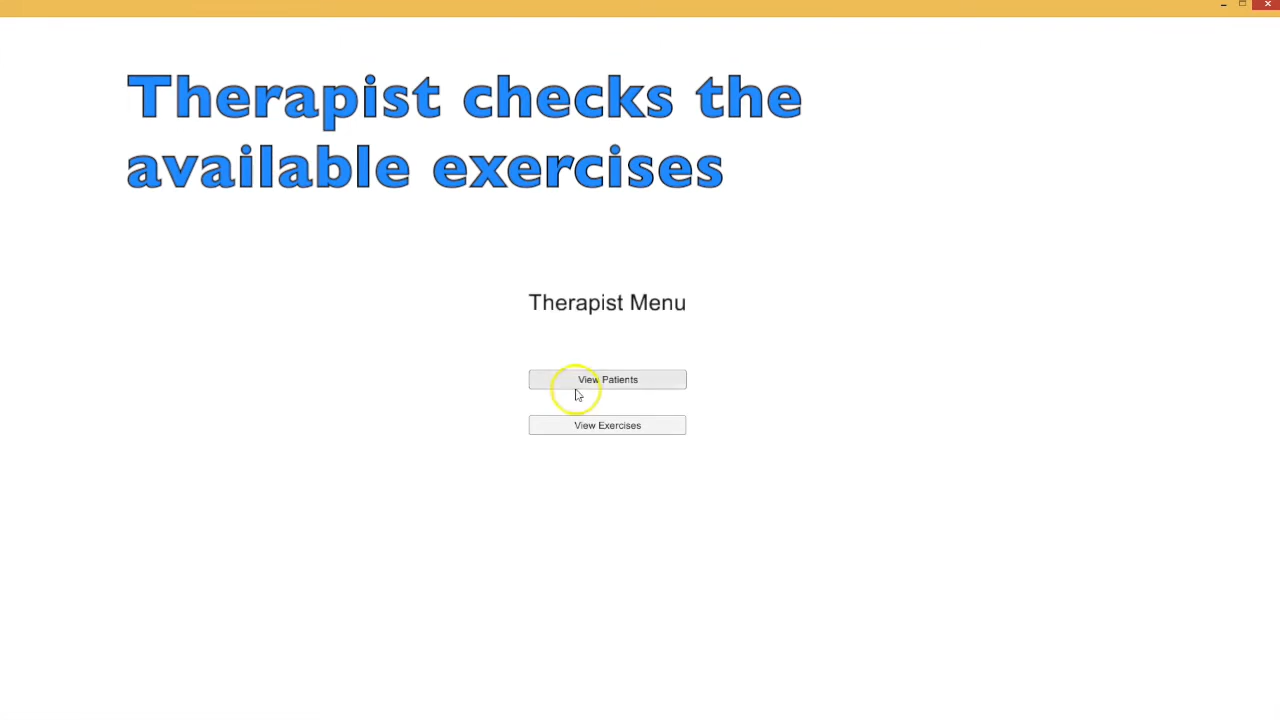 Therapist checks the
available exercises
Therapist Menu
View Patients
View Exercises